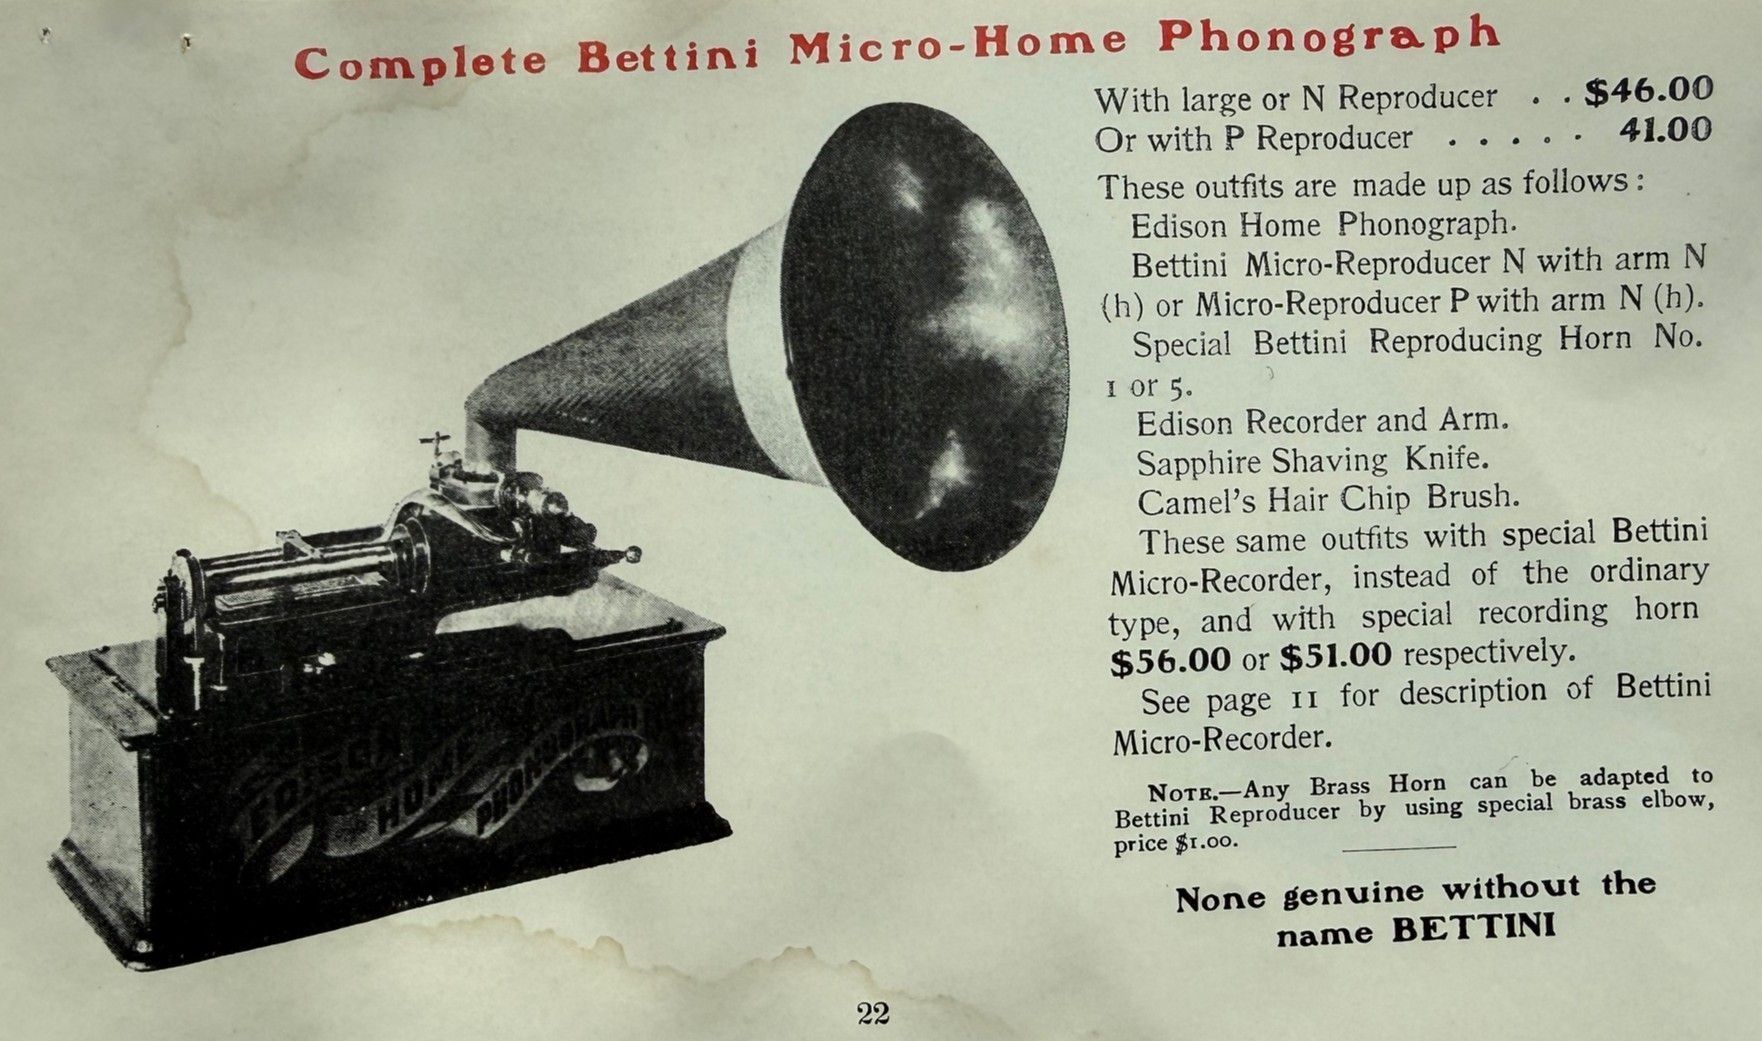 Complete Bettini Micro-Home Phonograph
With large or N Reproducer . . $46.00
Or with P Reproducer . . . . . 41.00
These outfits are made up as follows:
Edison Home Phonograph.
Bettini Micro-Reproducer N with arm N
(h) or Micro-Reproducer P with arm N (h).
Special Bettini Reproducing Horn No.
1 or 5.
Edison Recorder and Arm.
Sapphire Shaving Knife.
Camel's Hair Chip Brush.
These same outfits with special Bettini
Micro-Recorder, instead of the ordinary
type, and with special recording horn
$56.00 or $51.00 respectively.
See page 11 for description of Bettini
Micro-Recorder.
NOTE.—Any Brass Horn can be adapted to
Bettini Reproducer by using special brass elbow,
price $1.00.
None genuine without the
name BETTINI
EDISON
HOME
PHONOGRAPH
22